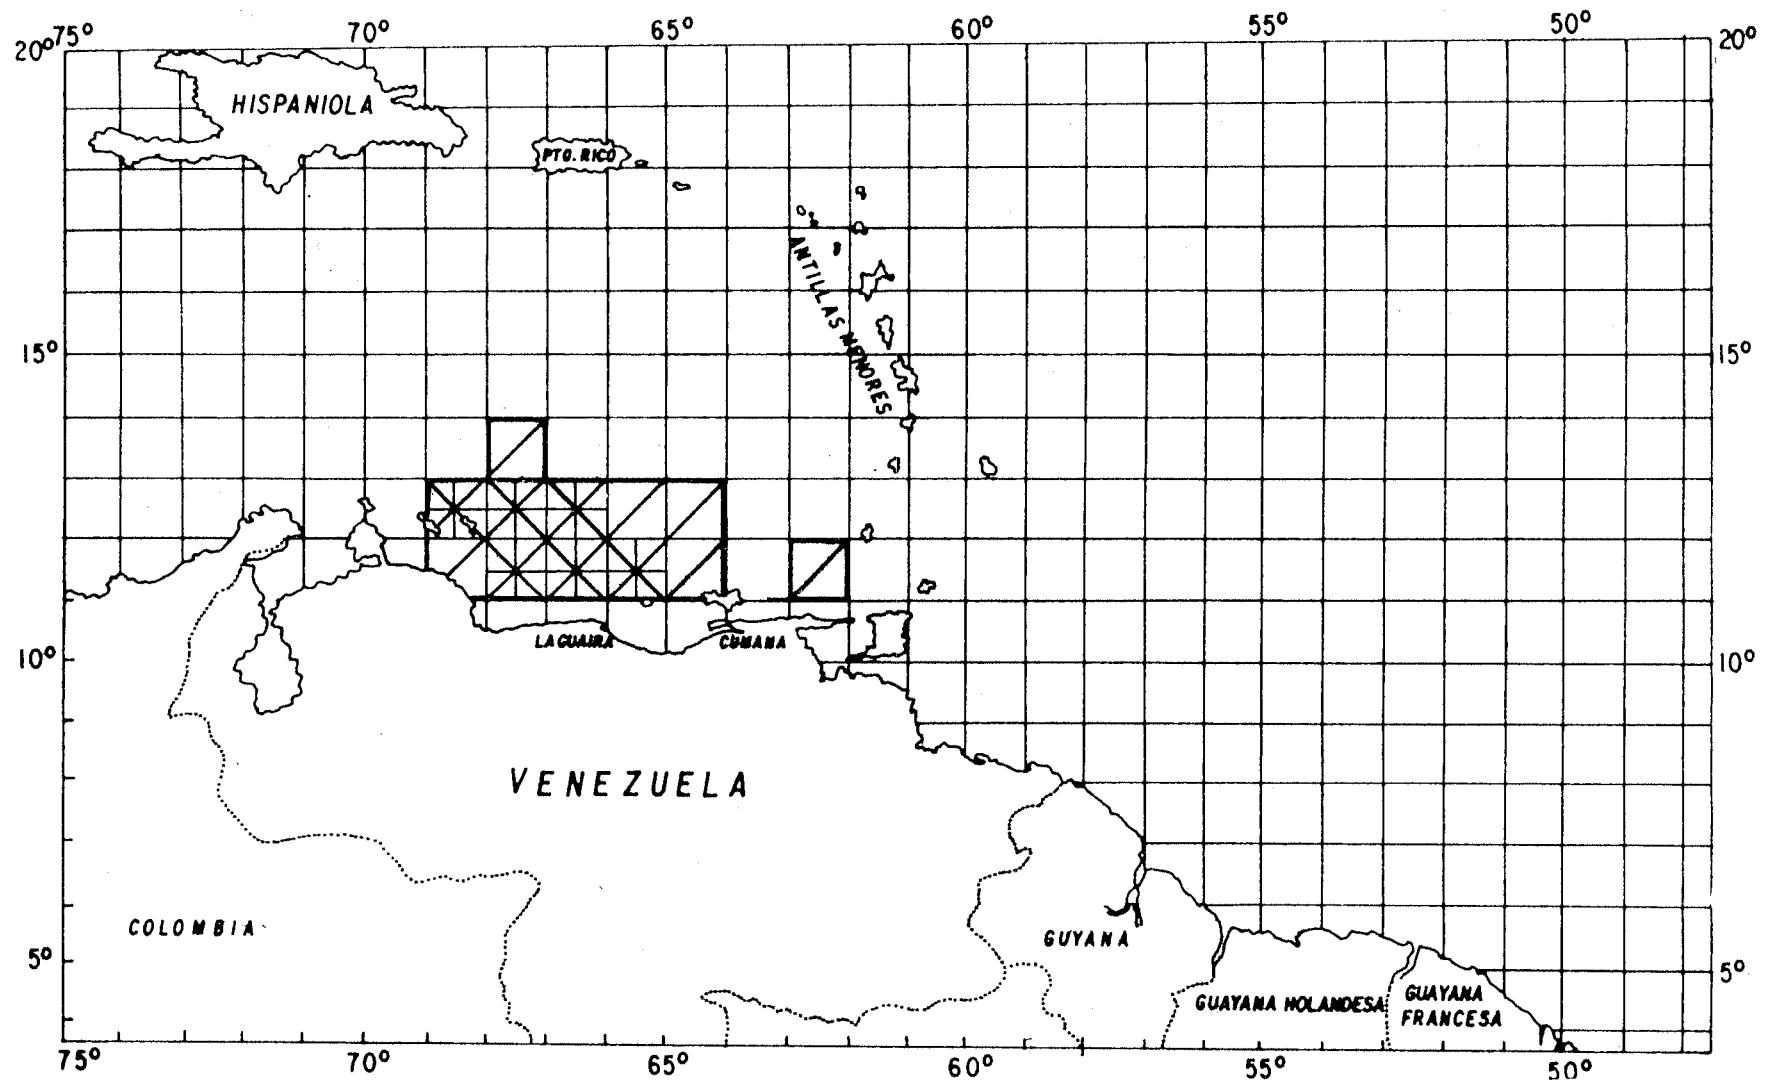 75° 70° 65° 60° 55° 50°
20° 20°
HISPANIOLA
PTO. RICO
ANTILLAS MENORES
15° 15°
LA GUAIRA CUMANA
10° 10°
VENEZUELA
COLOMBIA
GUYANA
5° 5°
GUAYANA HOLANDESA
GUAYANA
FRANCESA
75° 70° 65° 60° 55° 50°